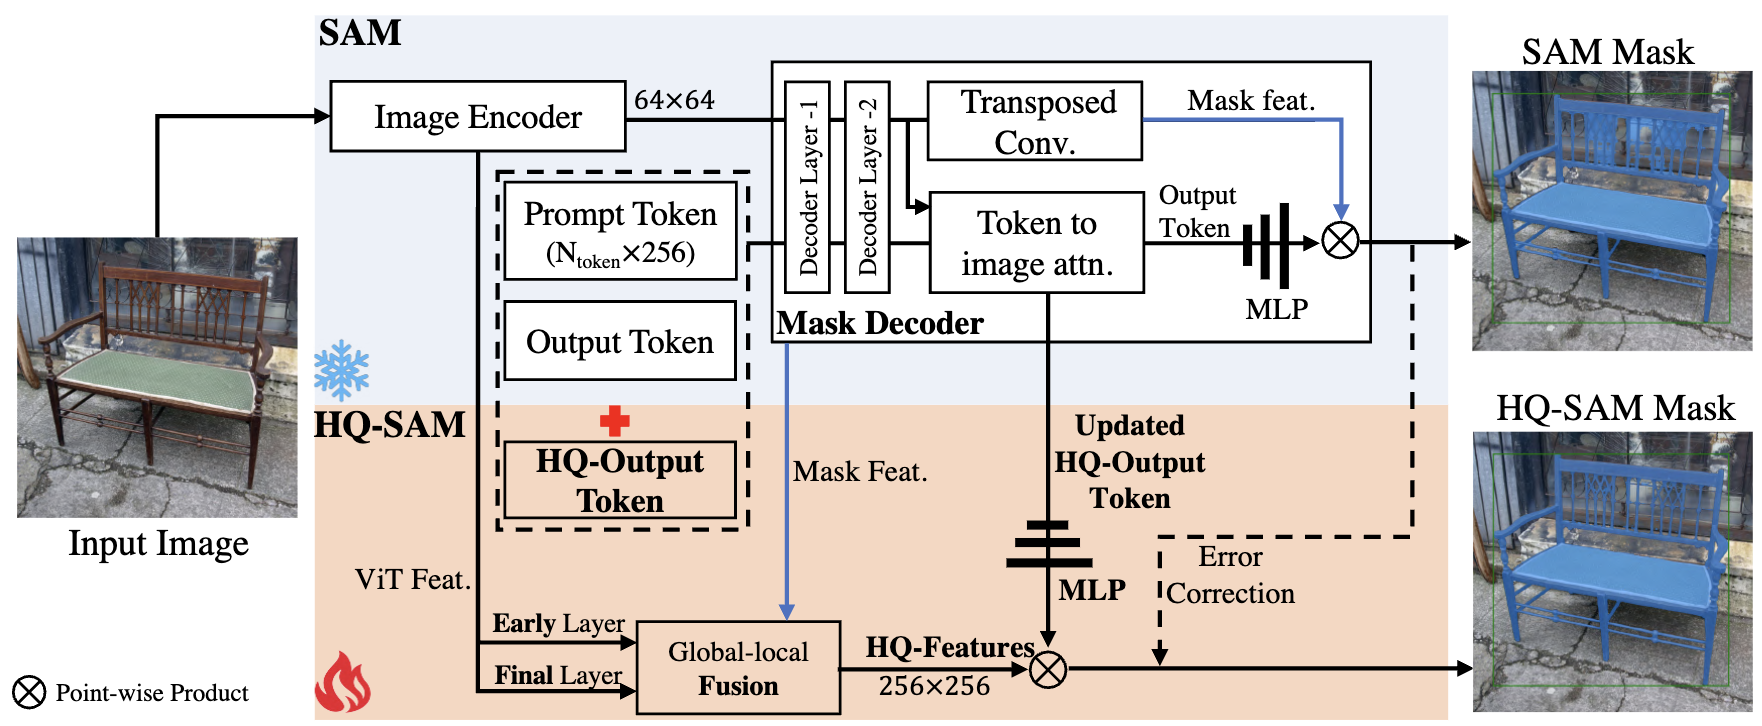 SAM
SAM Mask
Image Encoder
64×64
Decoder Layer -1
Decoder Layer -2
Transposed
Conv.
Mask feat.
Prompt Token
(Ntoken×256)
Token to
image attn.
Output
Token
MLP
Output Token
Mask Decoder
HQ-SAM
HQ-SAM Mask
HQ-Output
Token
Mask Feat.
Updated
HQ-Output
Token
Input Image
ViT Feat.
MLP
Error
Correction
Early Layer
Final Layer
Global-local
Fusion
HQ-Features
256×256
Point-wise Product